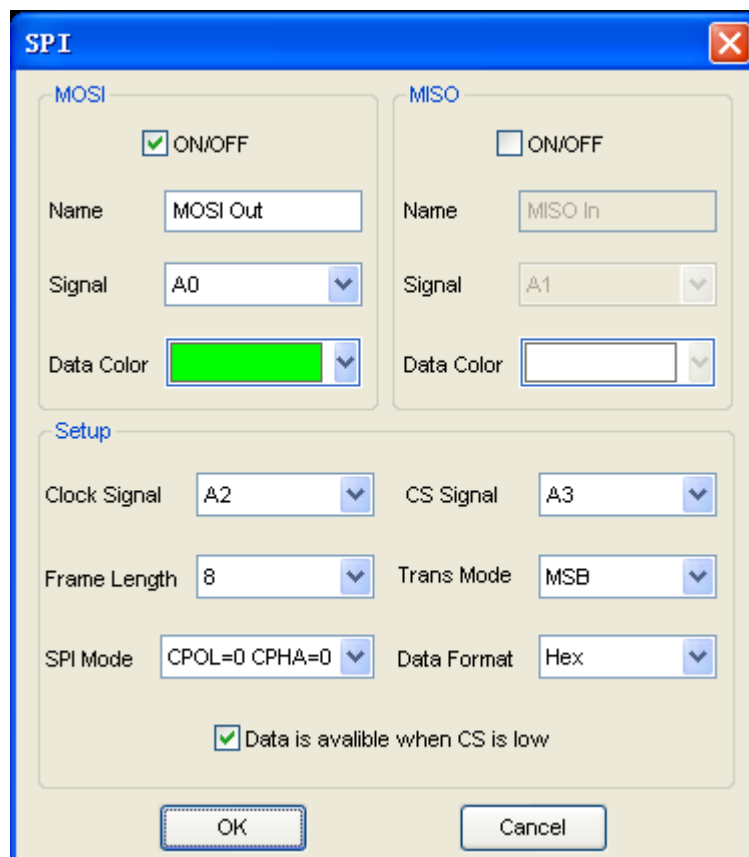 SPI
MOSI
ON/OFF
Name MOSI Out
Signal A0
Data Color
MISO
ON/OFF
Name MISO In
Signal A1
Data Color
Setup
Clock Signal A2 CS Signal A3
Frame Length 8 Trans Mode MSB
SPI Mode CPOL=0 CPHA=0 Data Format Hex
Data is avalible when CS is low
OK Cancel